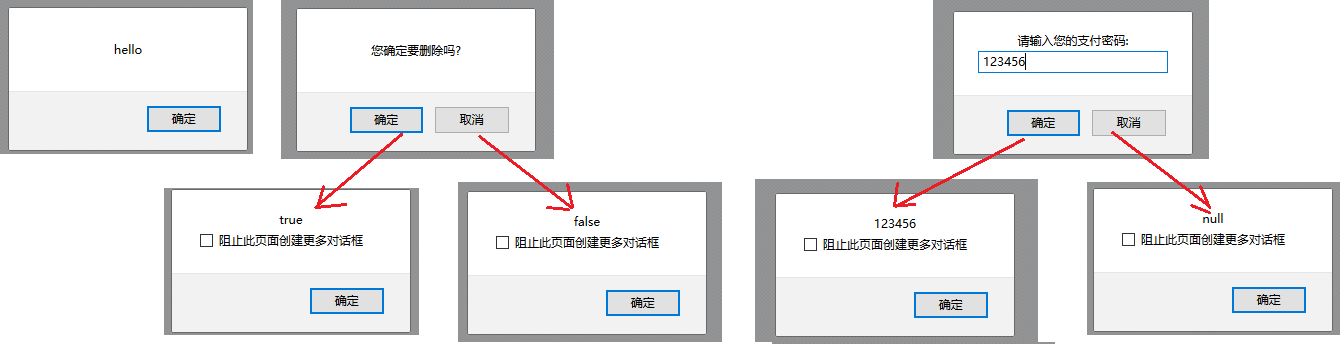 hello
确定
您确定要删除吗?
确定
取消
请输入您的支付密码:
123456
确定
取消
true
阻止此页面创建更多对话框
确定
false
阻止此页面创建更多对话框
确定
123456
阻止此页面创建更多对话框
确定
null
阻止此页面创建更多对话框
确定